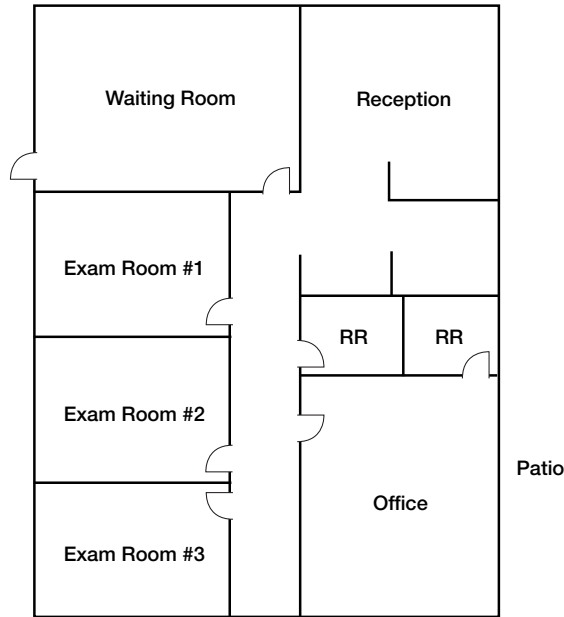 Waiting Room
Reception
Exam Room #1
RR
RR
Exam Room #2
Patio
Office
Exam Room #3